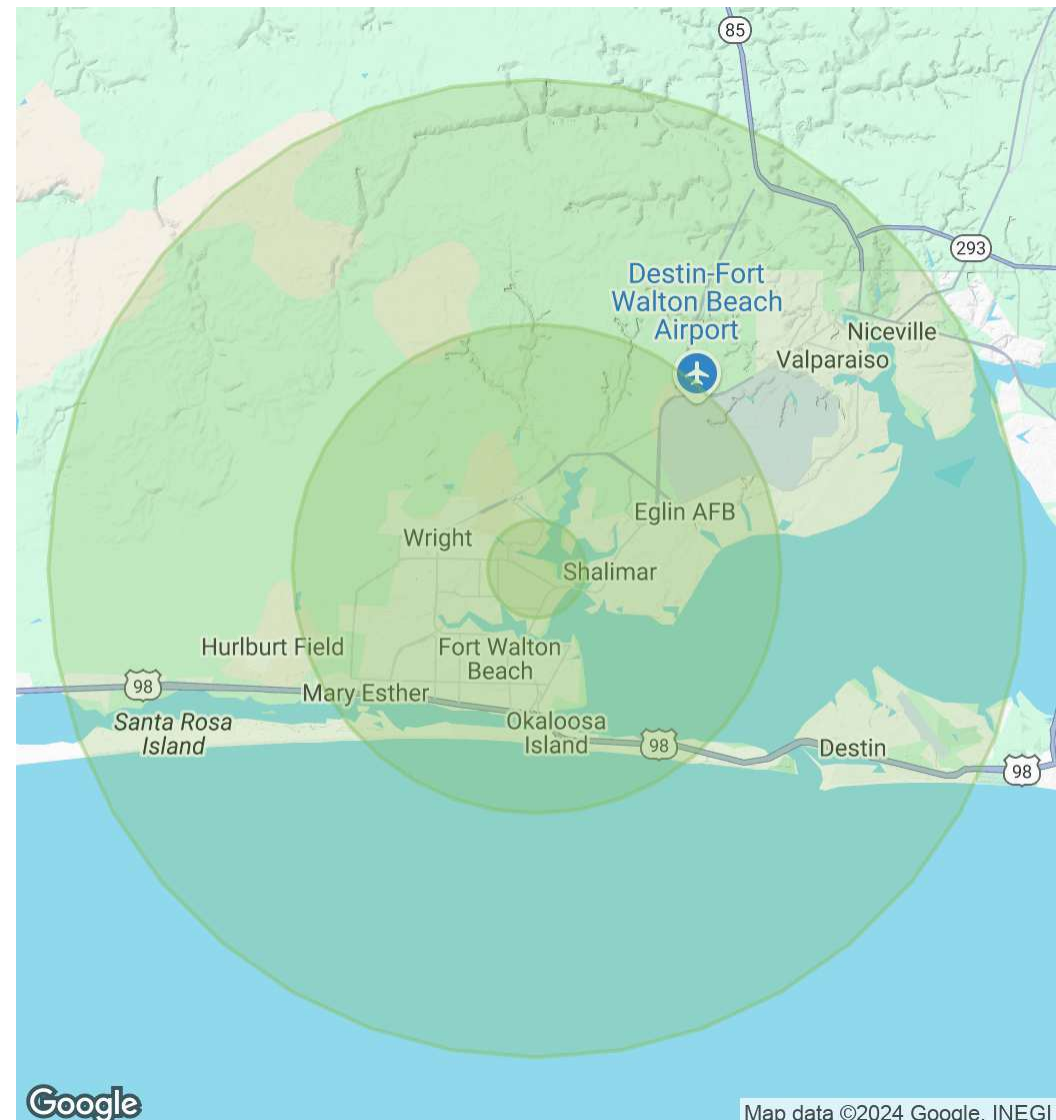 85
293
Destin-Fort
Walton Beach
Airport
Niceville
Valparaiso
Eglin AFB
Wright
Shalimar
Hurlburt Field
Fort Walton
Beach
98
Mary Esther
Santa Rosa
Island
Okaloosa
Island
98
Destin
98
Google
Map data ©2024 Google, INEGI